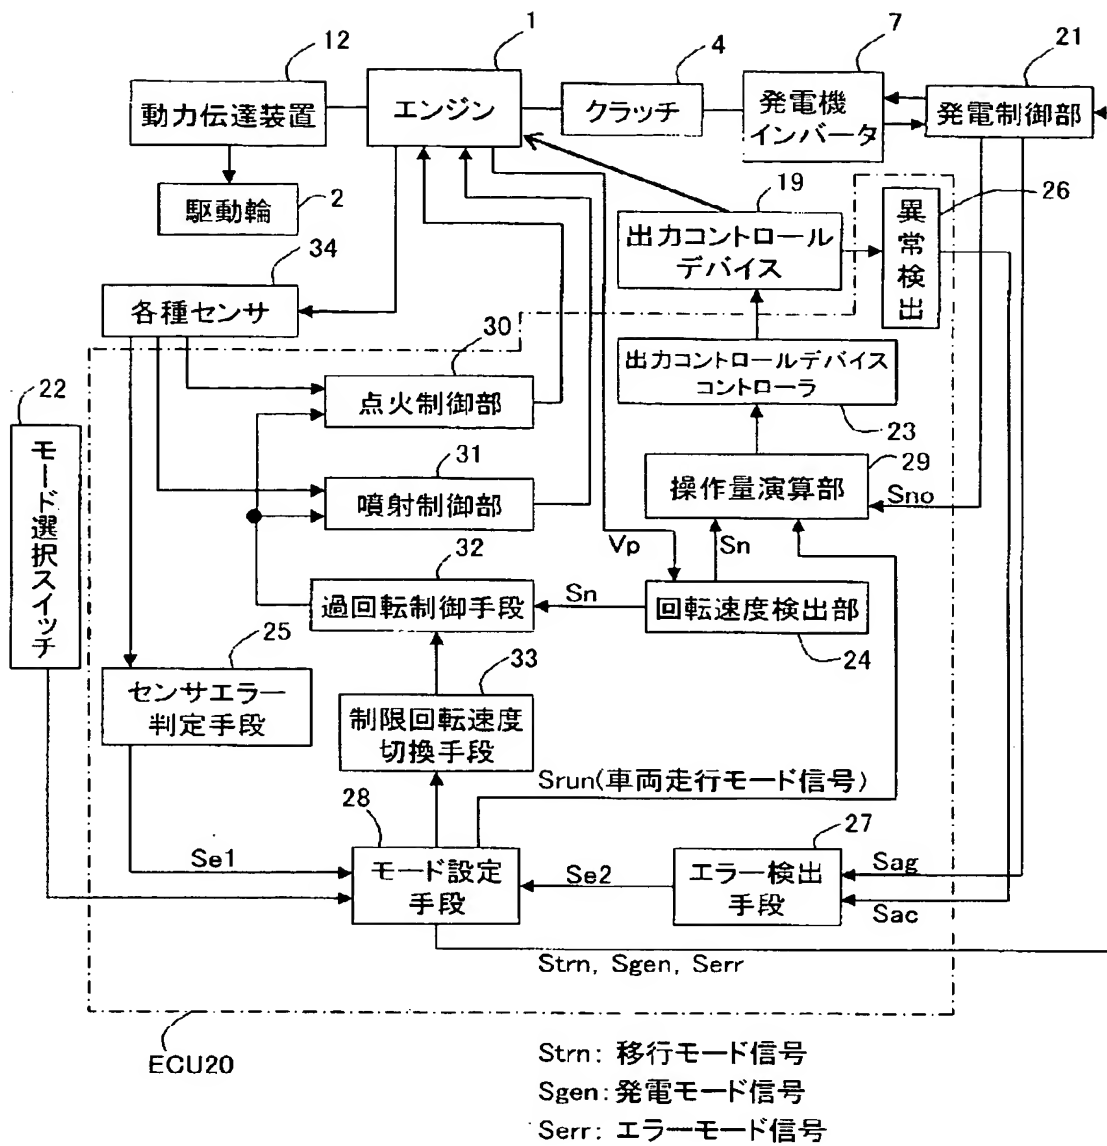 12
1
4
7
21
動力伝達装置
エンジン
クラッチ
発電機
インバータ
発電制御部
駆動輪
2
19
26
出力コントロール
デバイス
異常検出
34
各種センサ
30
点火制御部
出力コントロールデバイス
コントローラ
23
22
モード選択スイッチ
31
噴射制御部
29
操作量演算部
Sno
Vp
Sn
32
過回転制御手段
Sn
回転速度検出部
24
25
センサエラー
判定手段
33
制限回転速度
切換手段
Srun(車両走行モード信号)
28
モード設定
手段
Se1
Se2
27
エラー検出
手段
Sag
Sac
Strn, Sgen, Serr
ECU20
Strn: 移行モード信号
Sgen: 発電モード信号
Serr: エラーモード信号